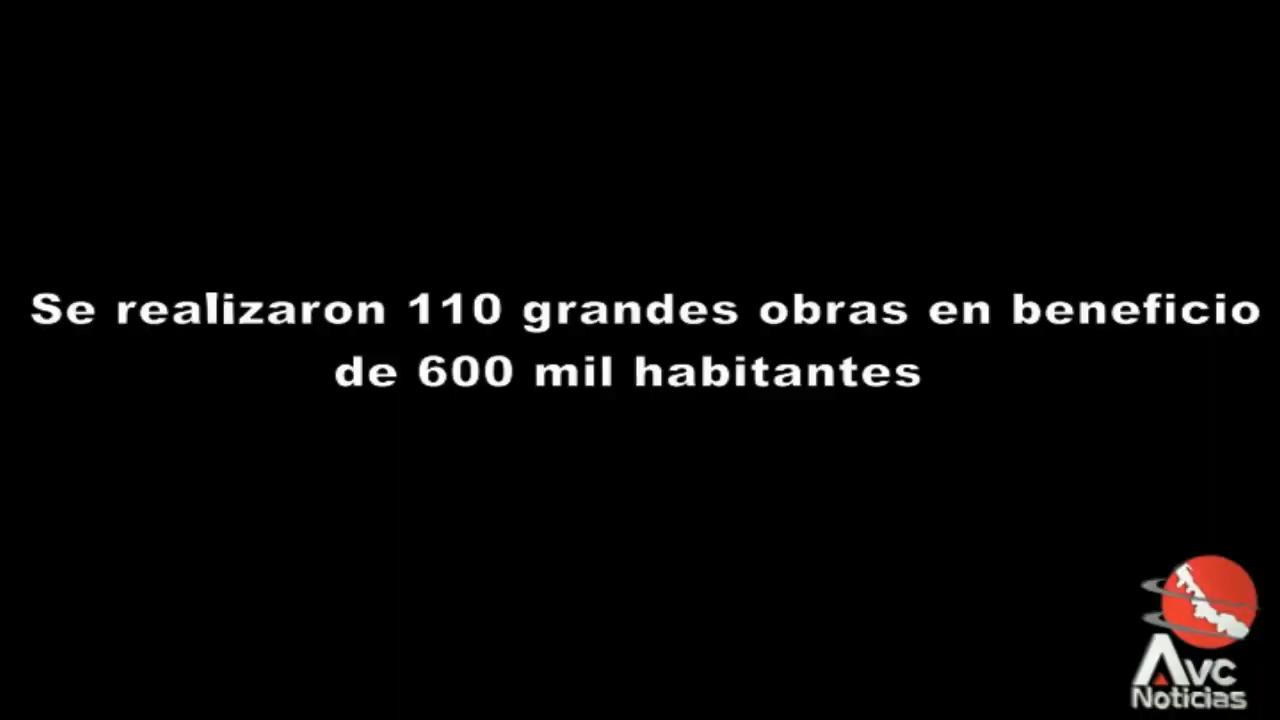 Se realizaron 110 grandes obras en beneficio
de 600 mil habitantes
Avc
Noticias